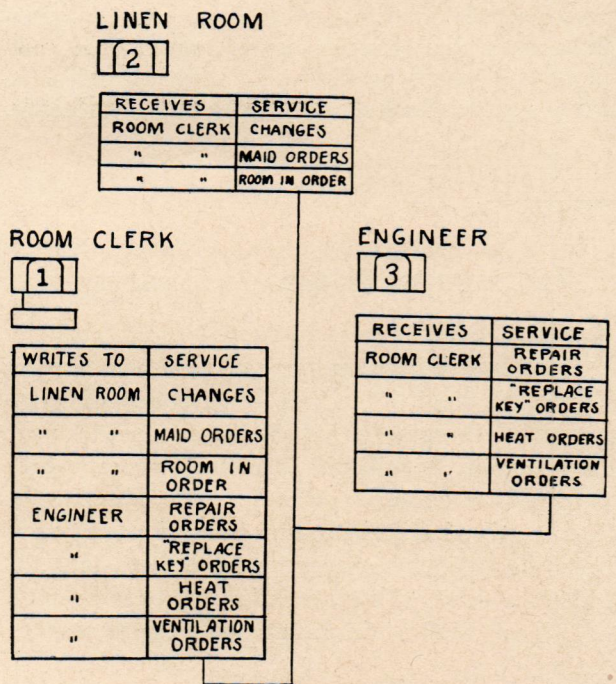 LINEN ROOM
2
RECEIVES SERVICE
ROOM CLERK CHANGES
" " MAID ORDERS
" " ROOM IN ORDER
ROOM CLERK
1
WRITES TO SERVICE
LINEN ROOM CHANGES
" " MAID ORDERS
" " ROOM IN
ORDER
ENGINEER REPAIR
ORDERS
" "REPLACE
KEY" ORDERS
" HEAT
ORDERS
" VENTILATION
ORDERS
ENGINEER
3
RECEIVES SERVICE
ROOM CLERK REPAIR
ORDERS
" " "REPLACE
KEY" ORDERS
" " HEAT ORDERS
" " VENTILATION
ORDERS